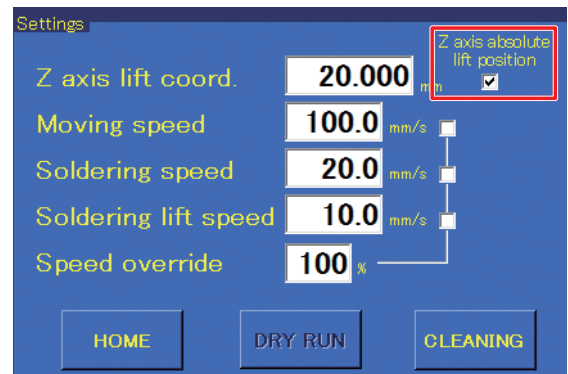 Settings
Z axis absolute
lift position
Z axis lift coord. 20.000 mm
Moving speed 100.0 mm/s
Soldering speed 20.0 mm/s
Soldering lift speed 10.0 mm/s
Speed override 100 %
HOME DRY RUN CLEANING